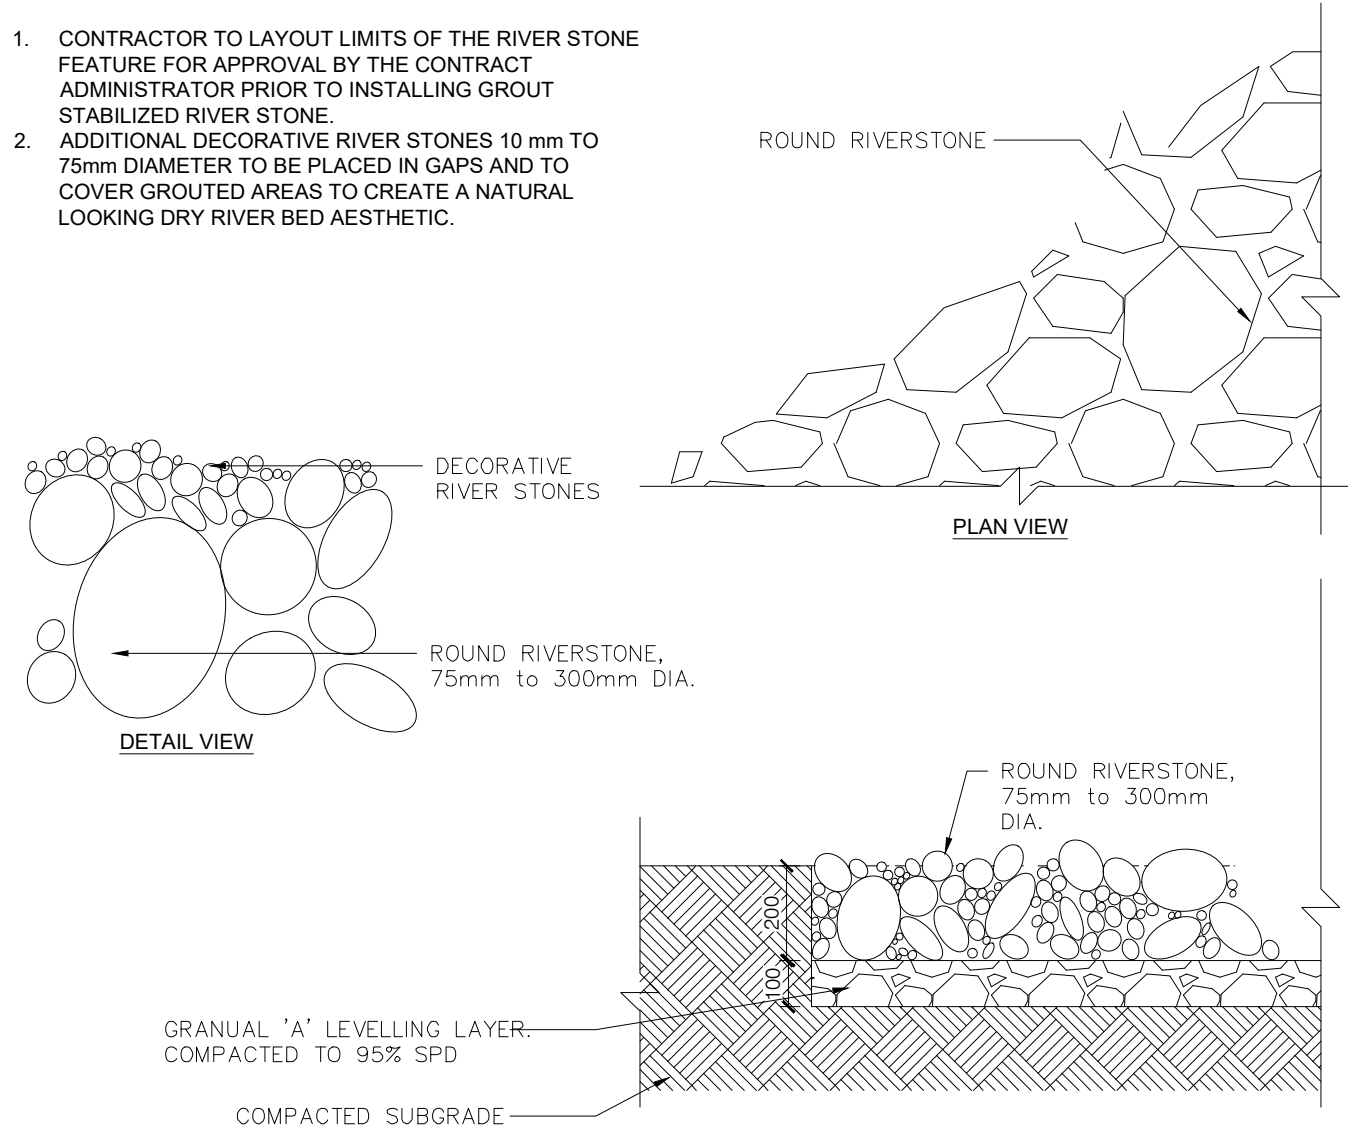 1. CONTRACTOR TO LAYOUT LIMITS OF THE RIVER STONE
FEATURE FOR APPROVAL BY THE CONTRACT
ADMINISTRATOR PRIOR TO INSTALLING GROUT
STABILIZED RIVER STONE.
2. ADDITIONAL DECORATIVE RIVER STONES 10 mm TO
75mm DIAMETER TO BE PLACED IN GAPS AND TO
COVER GROUTED AREAS TO CREATE A NATURAL
LOOKING DRY RIVER BED AESTHETIC.
ROUND RIVERSTONE
PLAN VIEW
DECORATIVE
RIVER STONES
ROUND RIVERSTONE,
75mm to 300mm DIA.
DETAIL VIEW
ROUND RIVERSTONE,
75mm to 300mm
DIA.
200
100
GRANUAL 'A' LEVELLING LAYER.
COMPACTED TO 95% SPD
COMPACTED SUBGRADE